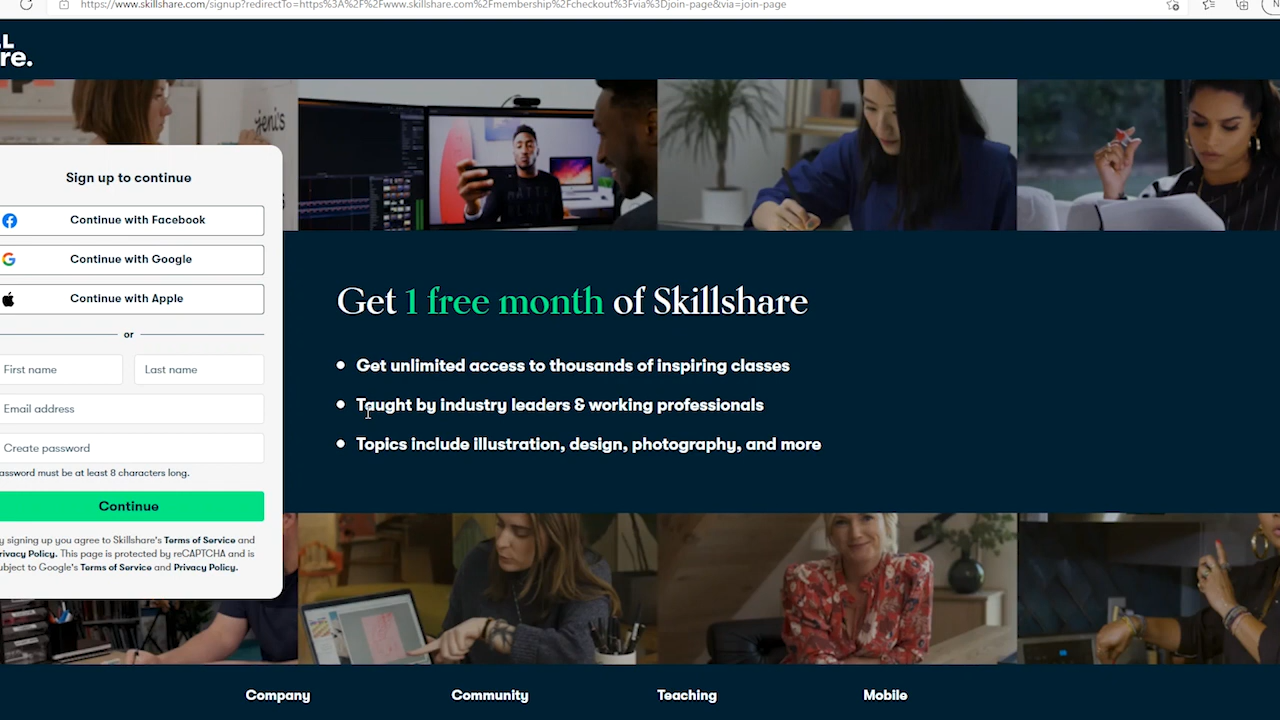 https://www.skillshare.com/signup?redirectTo=https%3A%2F%2Fwww.skillshare.com%2Fmembership%2Fcheckout%3Fvia%3Djoin-page&via=join-page
LL
re.
jeni's
Sign up to continue
Continue with Facebook
Continue with Google
Continue with Apple
or
First name
Last name
Email address
Create password
assword must be at least 8 characters long.
Continue
y signing up you agree to Skillshare's Terms of Service and
rivacy Policy. This page is protected by reCAPTCHA and is
ubject to Google's Terms of Service and Privacy Policy.
Get 1 free month of Skillshare
Get unlimited access to thousands of inspiring classes
Taught by industry leaders & working professionals
Topics include illustration, design, photography, and more
Company
Community
Teaching
Mobile